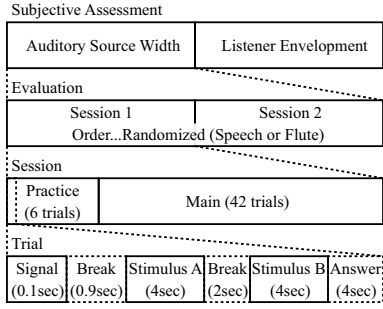 Subjective Assessment
Auditory Source Width Listener Envelopment
Evaluation
Session 1 Session 2
Order...Randomized (Speech or Flute)
Session
Practice
(6 trials)
Main (42 trials)
Trial
Signal Break Stimulus A Break Stimulus B Answer
(0.1sec) (0.9sec) (4sec) (2sec) (4sec) (4sec)